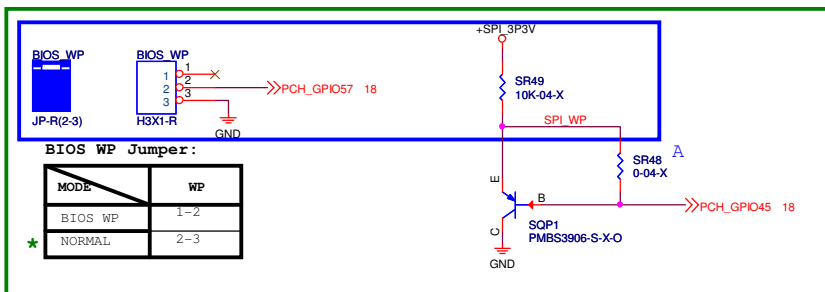 +SPI_3P3V
BIOS_WP
BIOS_WP
1
1
2
2
3
3
PCH_GPIO57 18
SR49
10K-04-X
JP-R(2-3)
H3X1-R
GND
SPI_WP
BIOS WP Jumper:
A
SR48
0-04-X
MODE
WP
BIOS WP
1-2
* NORMAL
2-3
E
B
C
PCH_GPIO45 18
SQP1
PMBS3906-S-X-O
GND